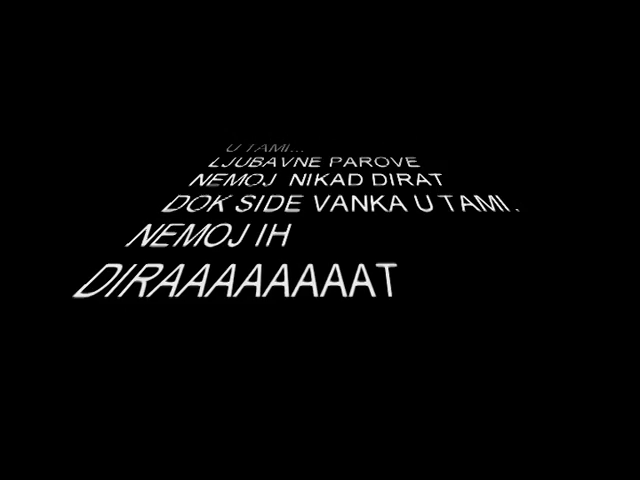 U TAMI...
LJUBAVNE PAROVE
NEMOJ NIKAD DIRAT
DOK SIDE VANKA U TAMI.
NEMOJ IH
DIRAAAAAAAAT